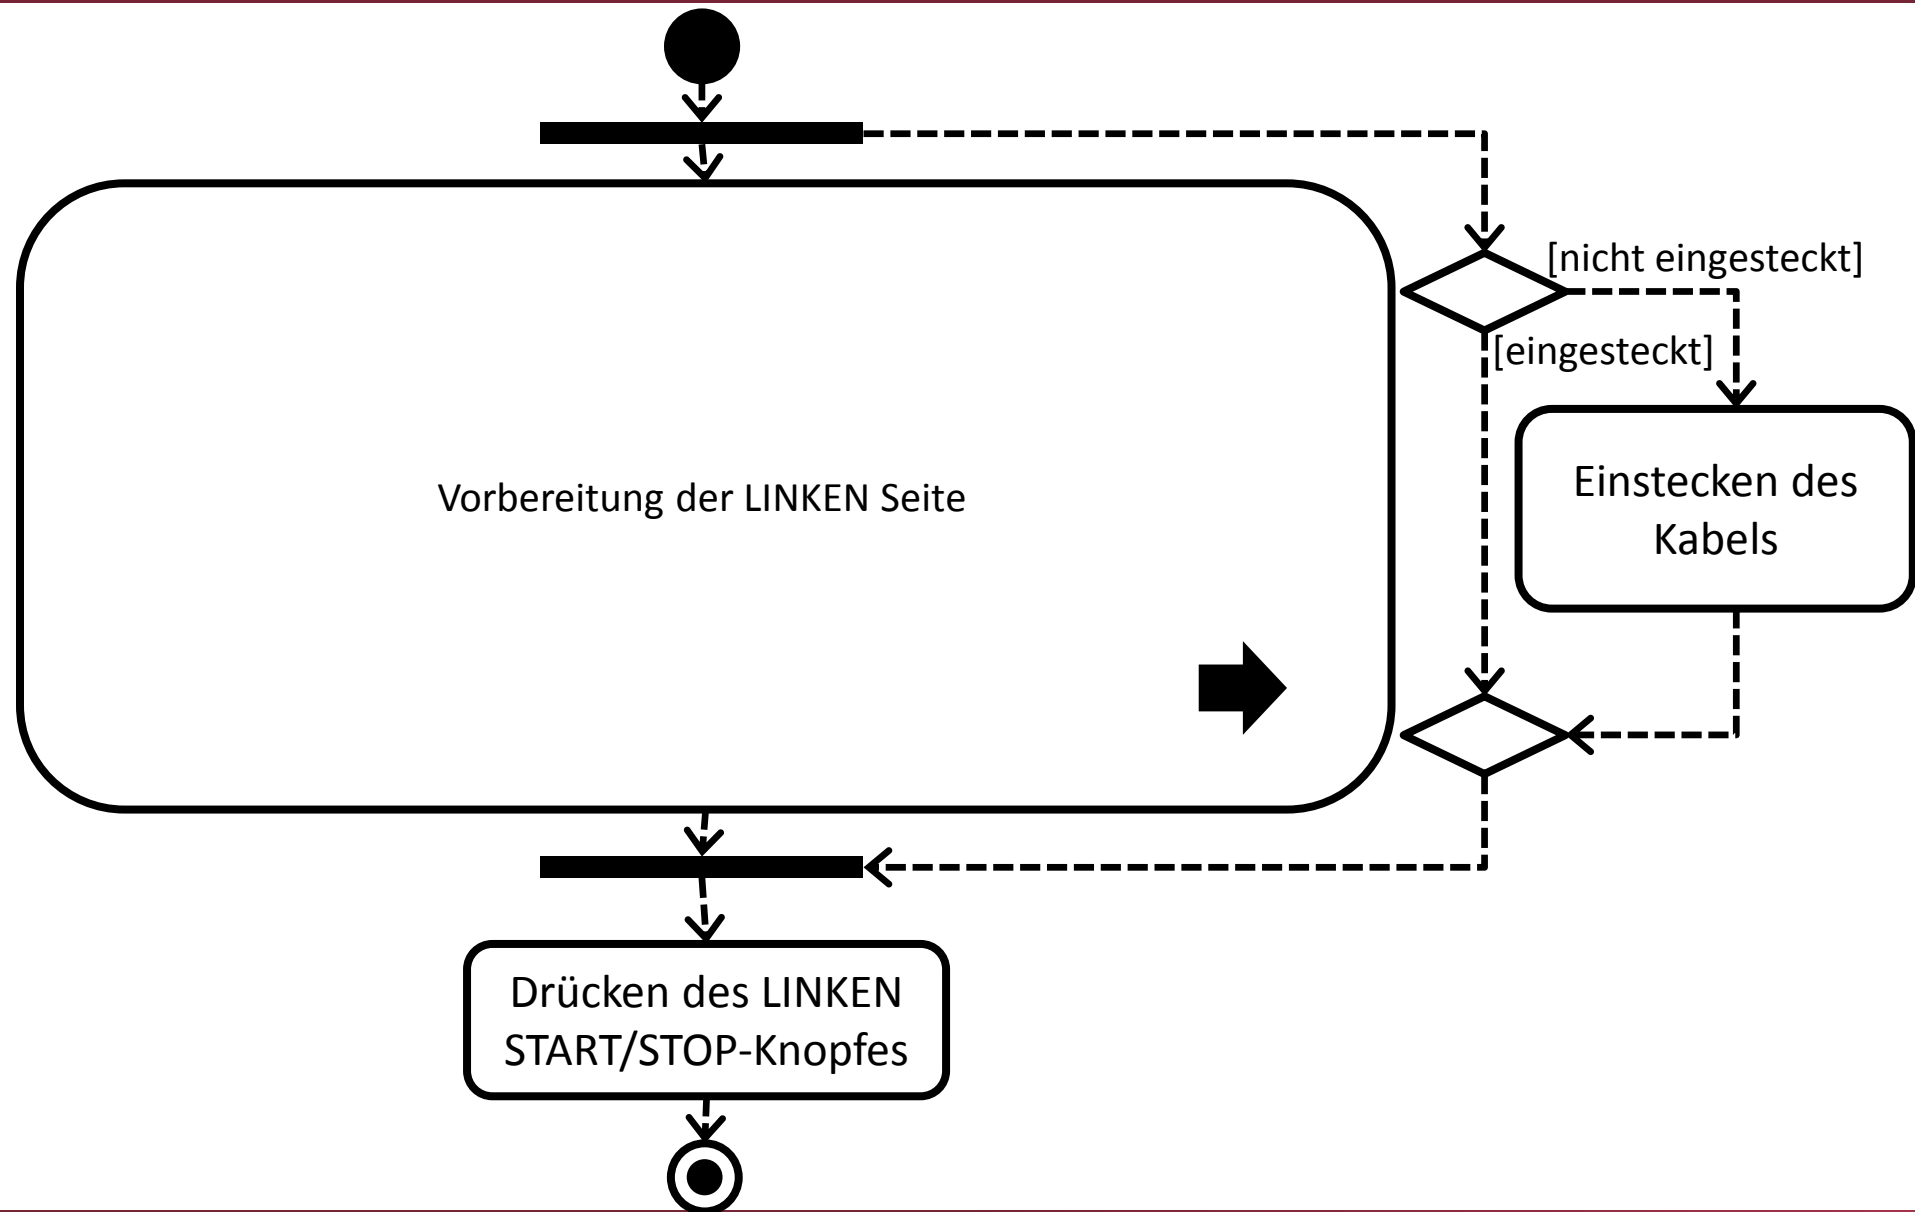 [nicht eingesteckt]
[eingesteckt]
Vorbereitung der LINKEN Seite
Einstecken des
Kabels
Drücken des LINKEN
START/STOP-Knopfes